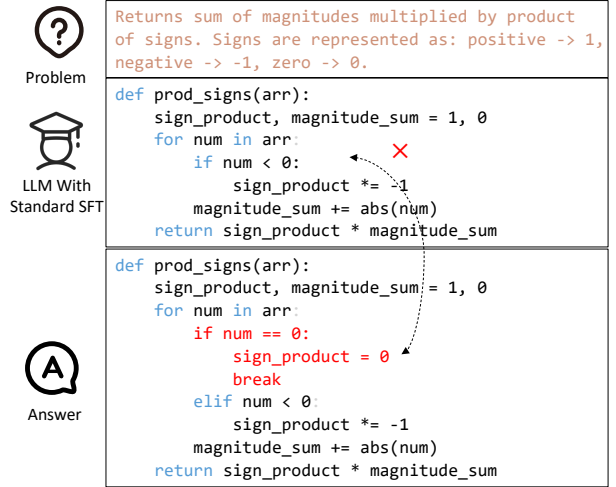 Returns sum of magnitudes multiplied by product
of signs. Signs are represented as: positive -> 1,
negative -> -1, zero -> 0.
?
Problem
def prod_signs(arr):
    sign_product, magnitude_sum = 1, 0
    for num in arr:
        if num < 0:
            sign_product *= -1
        magnitude_sum += abs(num)
    return sign_product * magnitude_sum
LLM With
Standard SFT
def prod_signs(arr):
    sign_product, magnitude_sum = 1, 0
    for num in arr:
        if num == 0:
            sign_product = 0
            break
        elif num < 0:
            sign_product *= -1
        magnitude_sum += abs(num)
    return sign_product * magnitude_sum
A
Answer